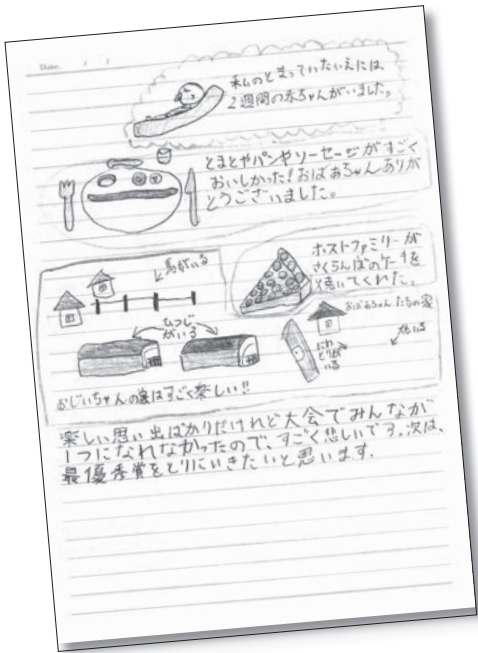 Date / /
私のとまっていたいえには、
2週間の赤ちゃんがいました。
とまとやパンやソーセージがすごく
おいしかった!おばあちゃんありが
とうございました。
馬がいる
ホストファミリーが
さくらんぼのケーキを
焼いてくれた。
おばあちゃんたちの家
ひつじ
がいる
にわ
とりが
いる
おじいちゃんの家はすごく楽しい!!
楽しい思い出ばかりだけれど大会でみんなが
1つになれなかったので、すごく悲しいです。次は、
最優秀賞をとりにいきたいと思います.